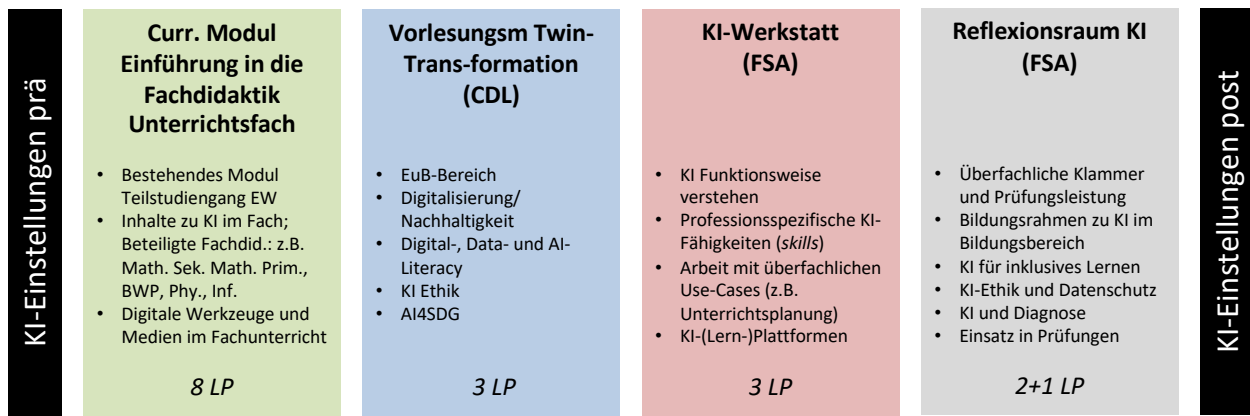 KI-Einstellungen prä
Curr. Modul
Einführung in die
Fachdidaktik
Unterrichtsfach
• Bestehendes Modul
Teilstudiengang EW
• Inhalte zu KI im Fach;
Beteiligte Fachdid.: z.B.
Math. Sek. Math. Prim.,
BWP, Phy., Inf.
• Digitale Werkzeuge und
Medien im Fachunterricht
8 LP
Vorlesungsm Twin-
Trans-formation
(CDL)
• EuB-Bereich
• Digitalisierung/
Nachhaltigkeit
• Digital-, Data- und AI-
Literacy
• KI Ethik
• AI4SDG
3 LP
KI-Werkstatt
(FSA)
• KI Funktionsweise
verstehen
• Professionsspezifische KI-
Fähigkeiten (skills)
• Arbeit mit überfachlichen
Use-Cases (z.B.
Unterrichtsplanung)
• KI-(Lern-)Plattformen
3 LP
Reflexionsraum KI
(FSA)
• Überfachliche Klammer
und Prüfungsleistung
• Bildungsrahmen zu KI im
Bildungsbereich
• KI für inklusives Lernen
• KI-Ethik und Datenschutz
• KI und Diagnose
• Einsatz in Prüfungen
2+1 LP
KI-Einstellungen post